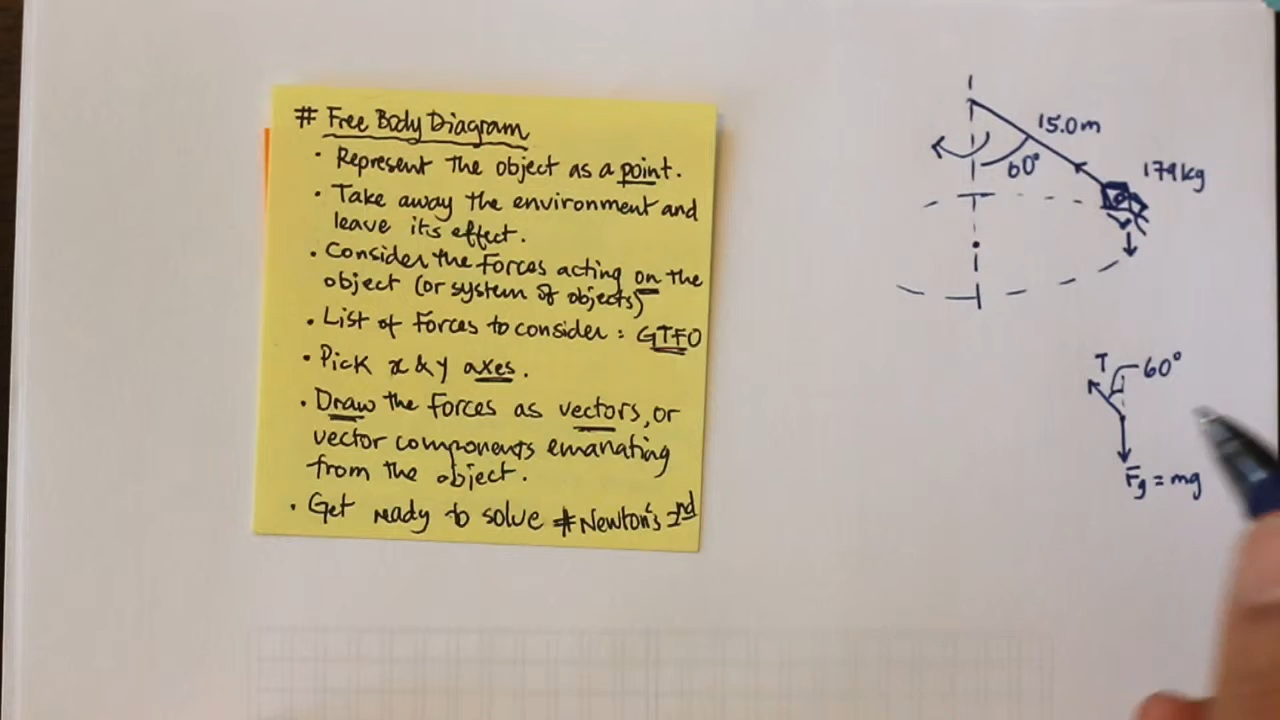 # Free Body Diagram
· Represent the object as a point.
· Take away the environment and
leave its effect.
· Consider the Forces acting on the
object (or system of objects)
· List of Forces to consider : GTFO
· Pick x & y axes.
· Draw the Forces as vectors, or
vector components emanating
from the object.
· Get ready to solve #Newton's 2nd
15.0m
60°
179kg
T
60°
Fg = mg